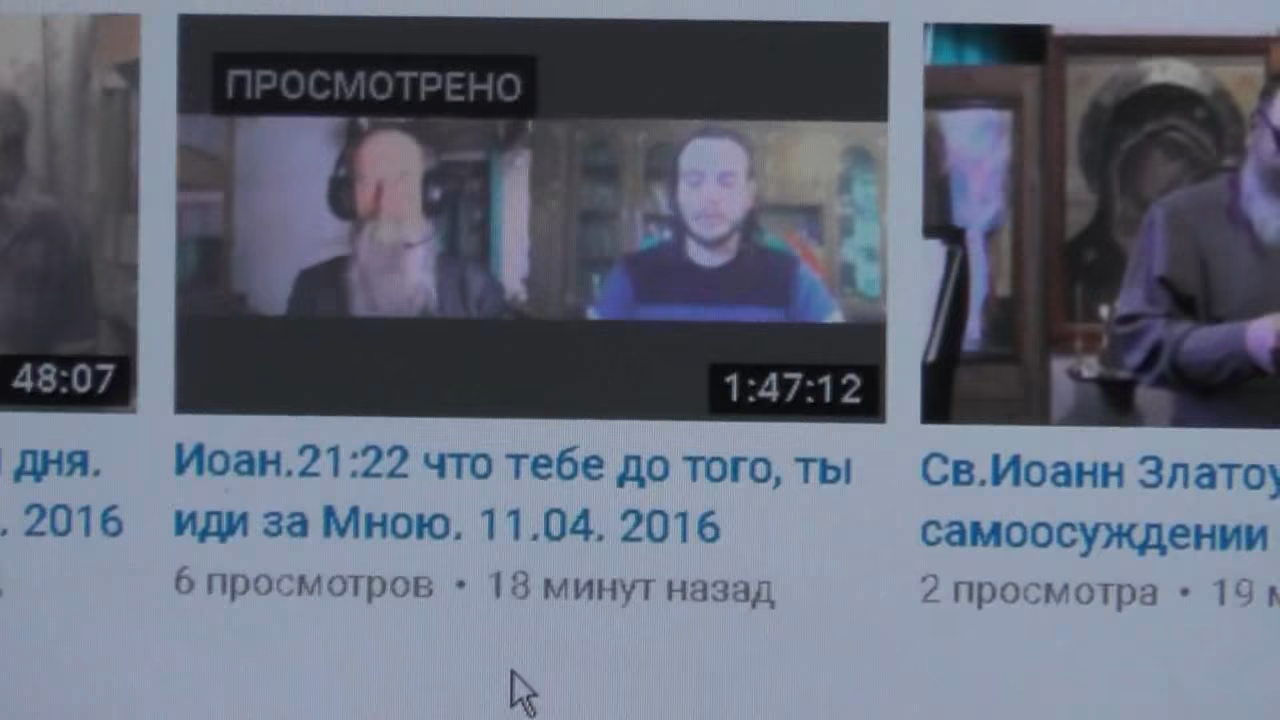 ПРОСМОТРЕНО
48:07
1:47:12
дня.
. 2016
Иоан.21:22 что тебе до того, ты
иди за Мною. 11.04. 2016
6 просмотров • 18 минут назад
Св.Иоанн Злато
самоосуждении
2 просмотра • 19